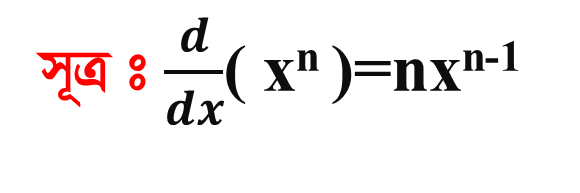 সূত্র ঃ d/dx( xⁿ )=nxⁿ⁻¹